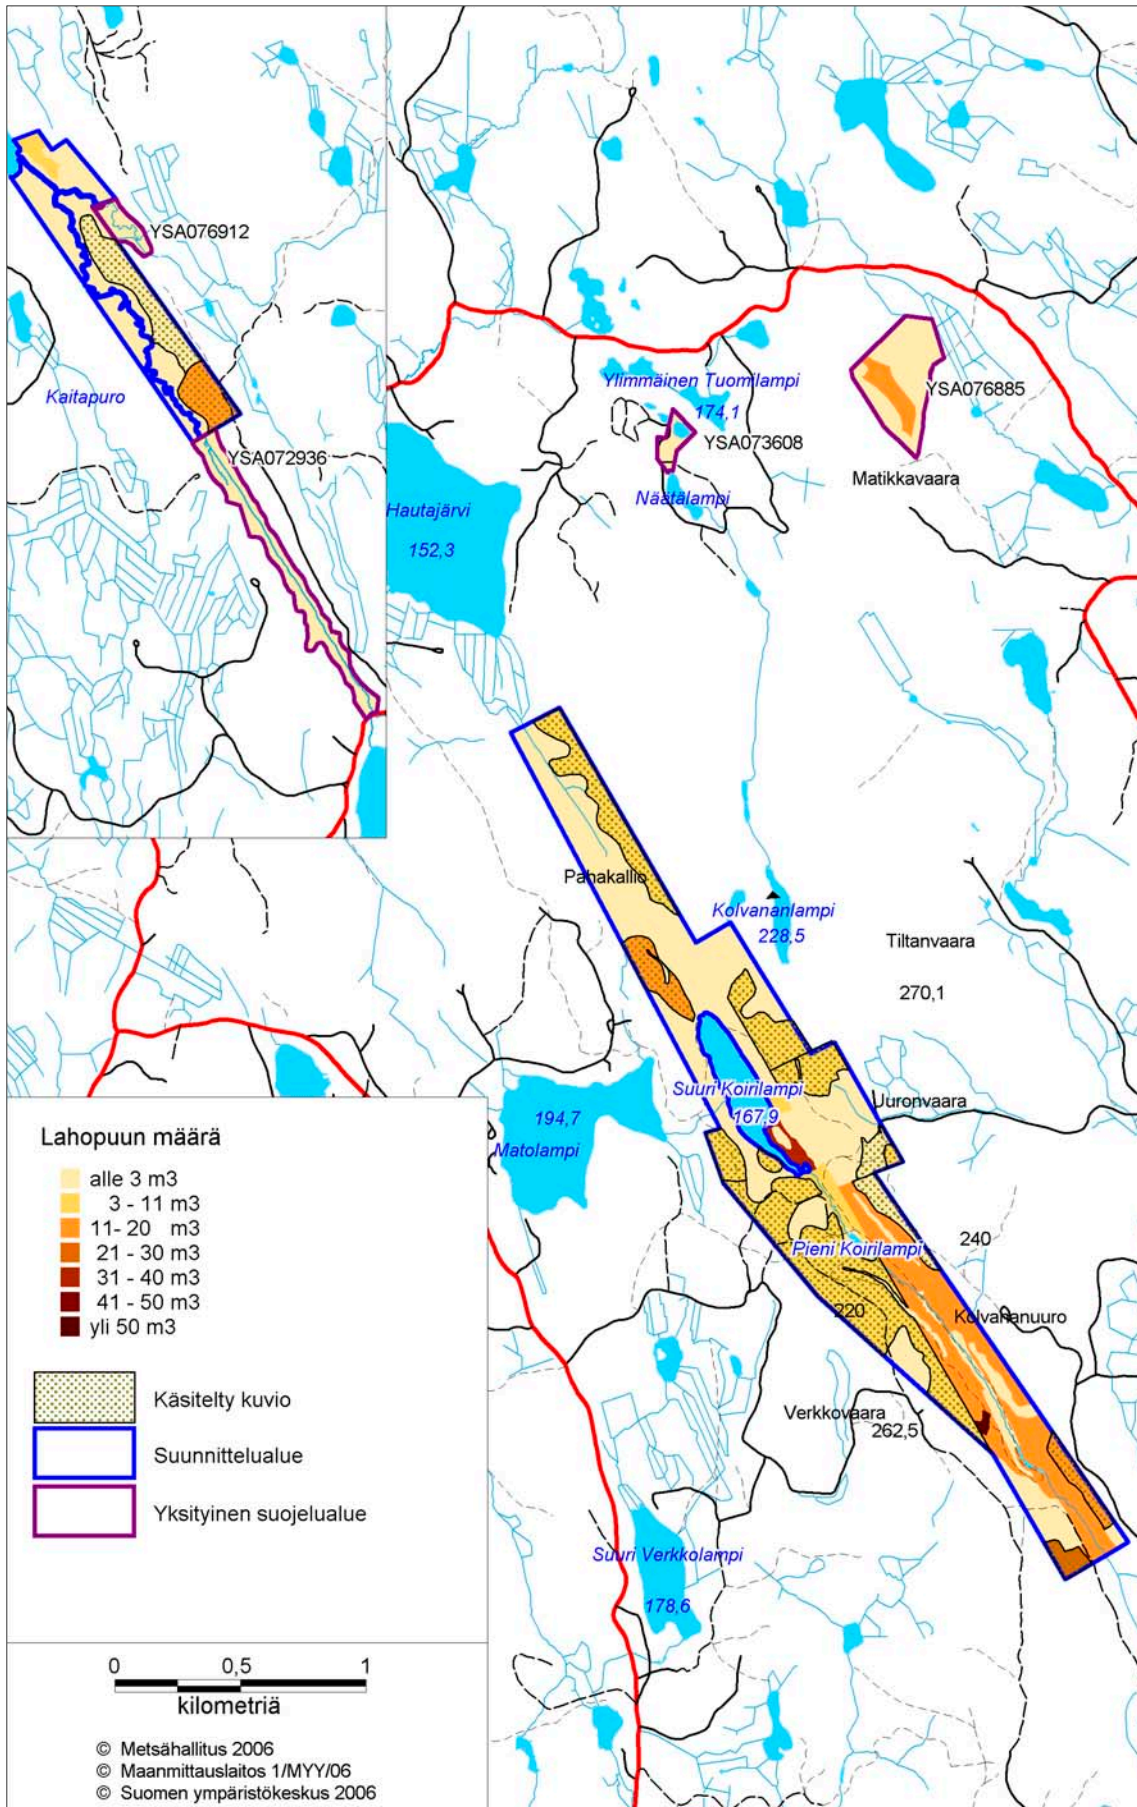 YSA076912
Kaitapuro
YSA072936
Ylimmäinen Tuomilampi
174,1
YSA073608
YSA076885
Matikkavaara
Näätälampi
Hautajärvi
152,3
Pahakallio
Kolvananlampi
228,5
Tiltanvaara
270,1
Suuri Koirilampi
167,9
Uuronvaara
194,7
Matolampi
240
Pieni Koirilampi
220
Kolvananuuro
Verkkovaara
262,5
Suuri Verkkolampi
178,6
Lahopuun määrä
alle 3 m3
3 - 11 m3
11- 20 m3
21 - 30 m3
31 - 40 m3
41 - 50 m3
yli 50 m3
Käsitelty kuvio
Suunnittelualue
Yksityinen suojelualue
0 0,5 1
kilometriä
© Metsähallitus 2006
© Maanmittauslaitos 1/MYY/06
© Suomen ympäristökeskus 2006